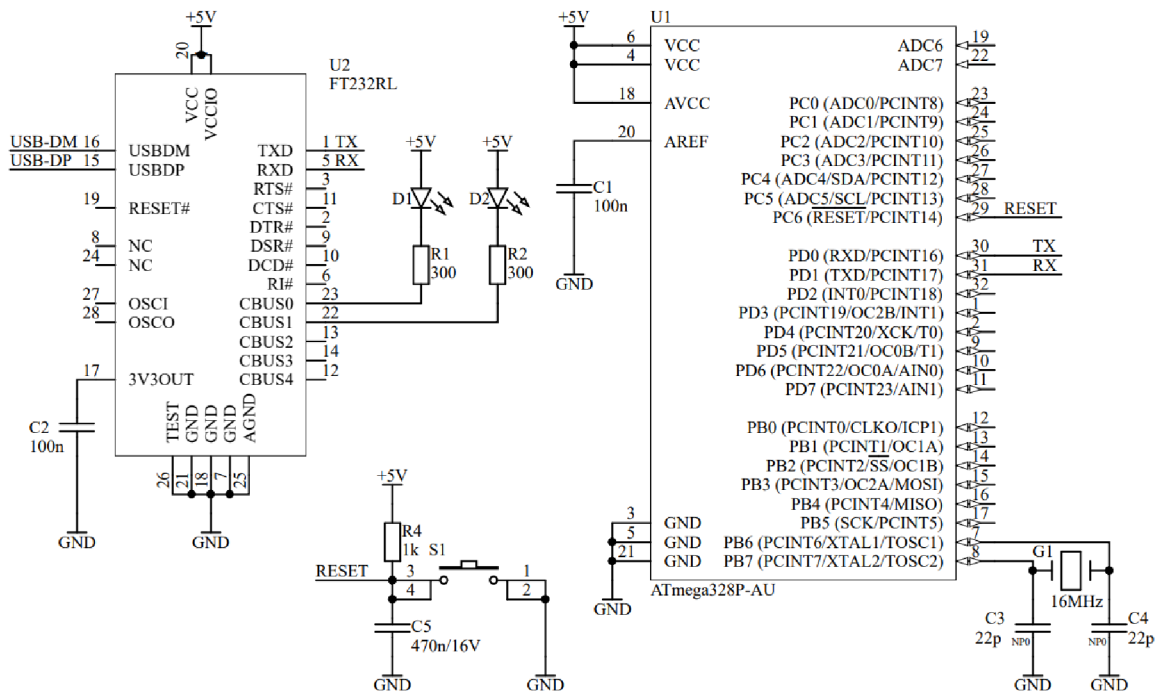 +5V
20
U2
FT232RL
VCC
VCCIO
USB-DM 16
USBDM
USB-DP 15
USBDP
19
RESET#
8
NC
24
NC
27
OSCI
28
OSCO
17
3V3OUT
TXD
1 TX
RXD
5 RX
RTS#
3
CTS#
11
DTR#
2
DSR#
9
DCD#
10
RI#
6
CBUS0
23
CBUS1
22
CBUS2
13
CBUS3
14
CBUS4
12
TEST
GND
GND
GND
AGND
26
21
18
7
25
C2
100n
GND
GND
+5V
+5V
D1
D2
R1
300
R2
300
+5V
R4
1k
S1
RESET
3
4
1
2
C5
470n/16V
GND
GND
+5V
U1
6
VCC
4
VCC
18
AVCC
20
AREF
C1
100n
GND
3
GND
5
GND
21
GND
GND
ADC6
19
ADC7
22
PC0 (ADC0/PCINT8)
23
PC1 (ADC1/PCINT9)
24
PC2 (ADC2/PCINT10)
25
PC3 (ADC3/PCINT11)
26
PC4 (ADC4/SDA/PCINT12)
27
PC5 (ADC5/SCL/PCINT13)
28
PC6 (RESET/PCINT14)
29
RESET
PD0 (RXD/PCINT16)
30
TX
PD1 (TXD/PCINT17)
31
RX
PD2 (INT0/PCINT18)
32
PD3 (PCINT19/OC2B/INT1)
1
PD4 (PCINT20/XCK/T0)
2
PD5 (PCINT21/OC0B/T1)
9
PD6 (PCINT22/OC0A/AIN0)
10
PD7 (PCINT23/AIN1)
11
PB0 (PCINT0/CLKO/ICP1)
12
PB1 (PCINT1/OC1A)
13
PB2 (PCINT2/SS/OC1B)
14
PB3 (PCINT3/OC2A/MOSI)
15
PB4 (PCINT4/MISO)
16
PB5 (SCK/PCINT5)
17
PB6 (PCINT6/XTAL1/TOSC1)
7
PB7 (PCINT7/XTAL2/TOSC2)
8
ATmega328P-AU
G1
16MHz
C3
22p
NP0
C4
22p
NP0
GND
GND